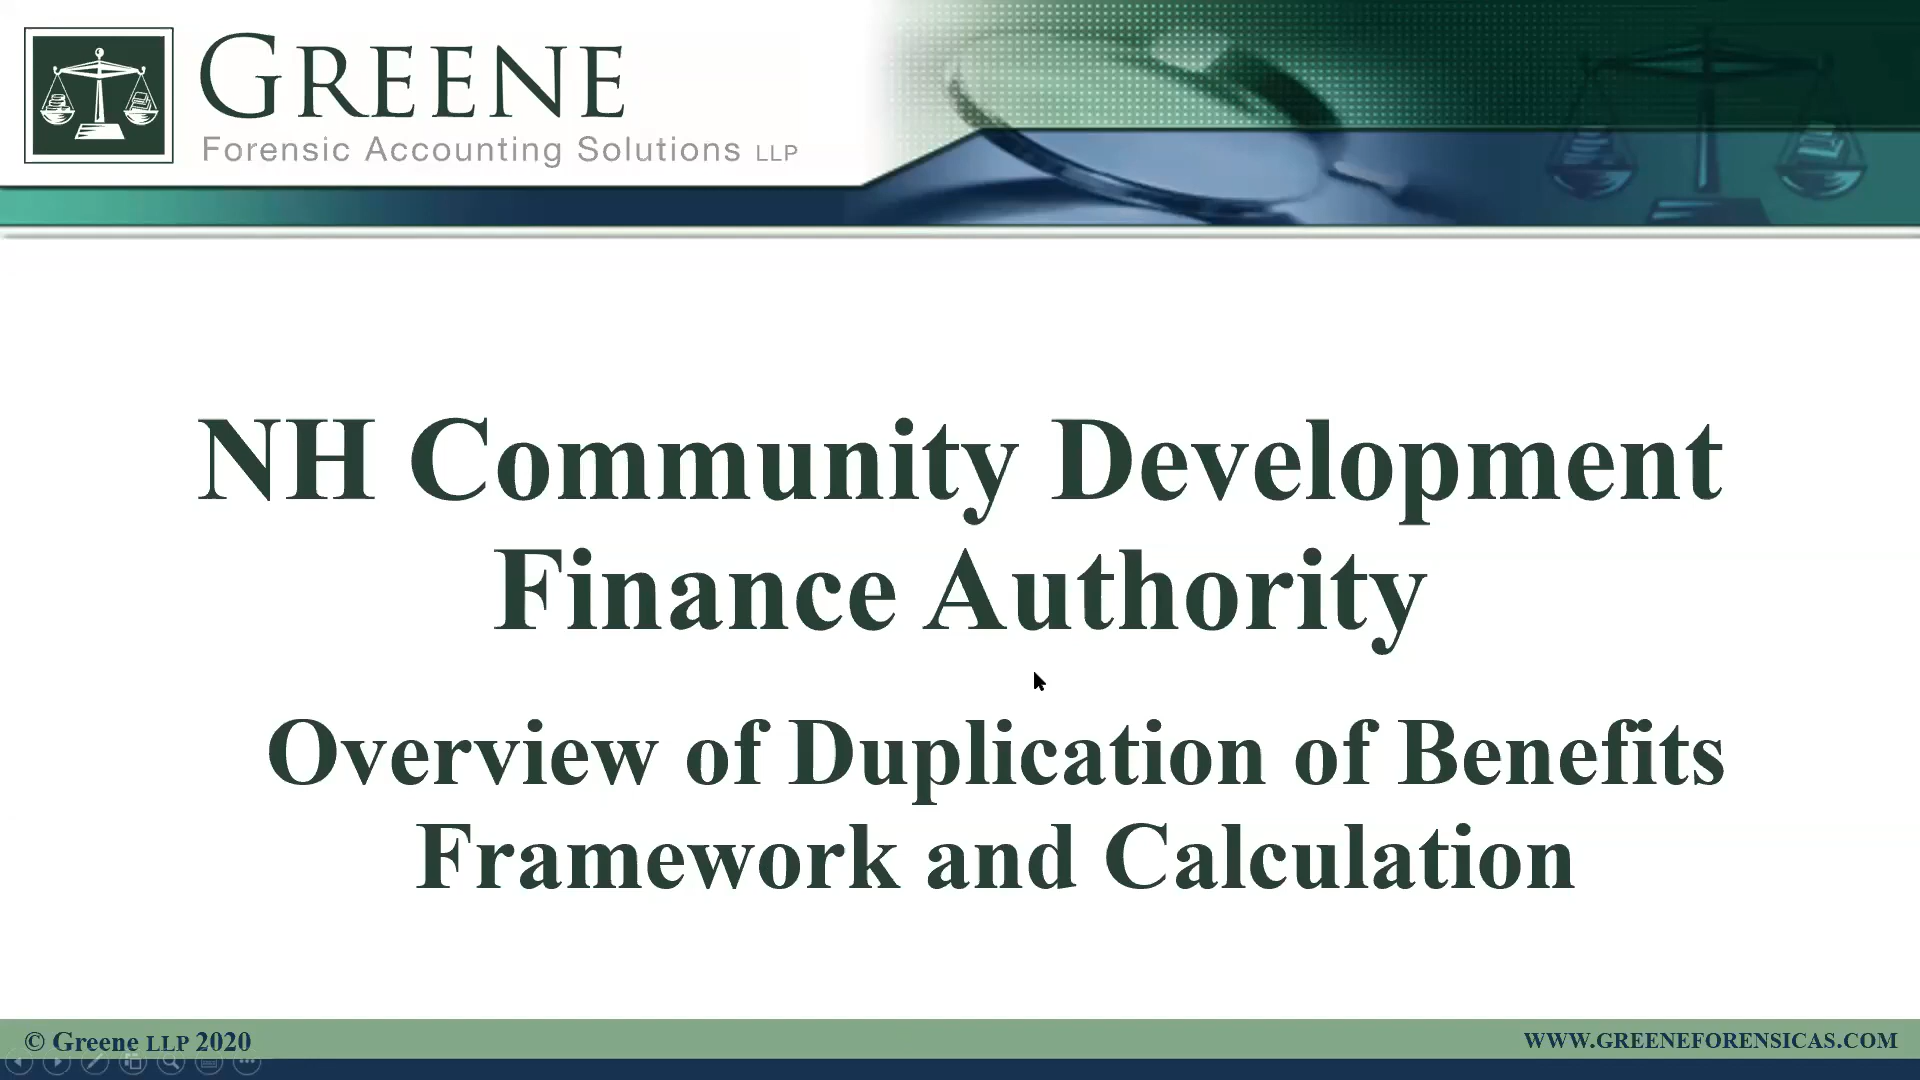 GREENE
Forensic Accounting Solutions LLP
NH Community Development
Finance Authority
Overview of Duplication of Benefits
Framework and Calculation
© Greene LLP 2020
WWW.GREENEFORENSICAS.COM